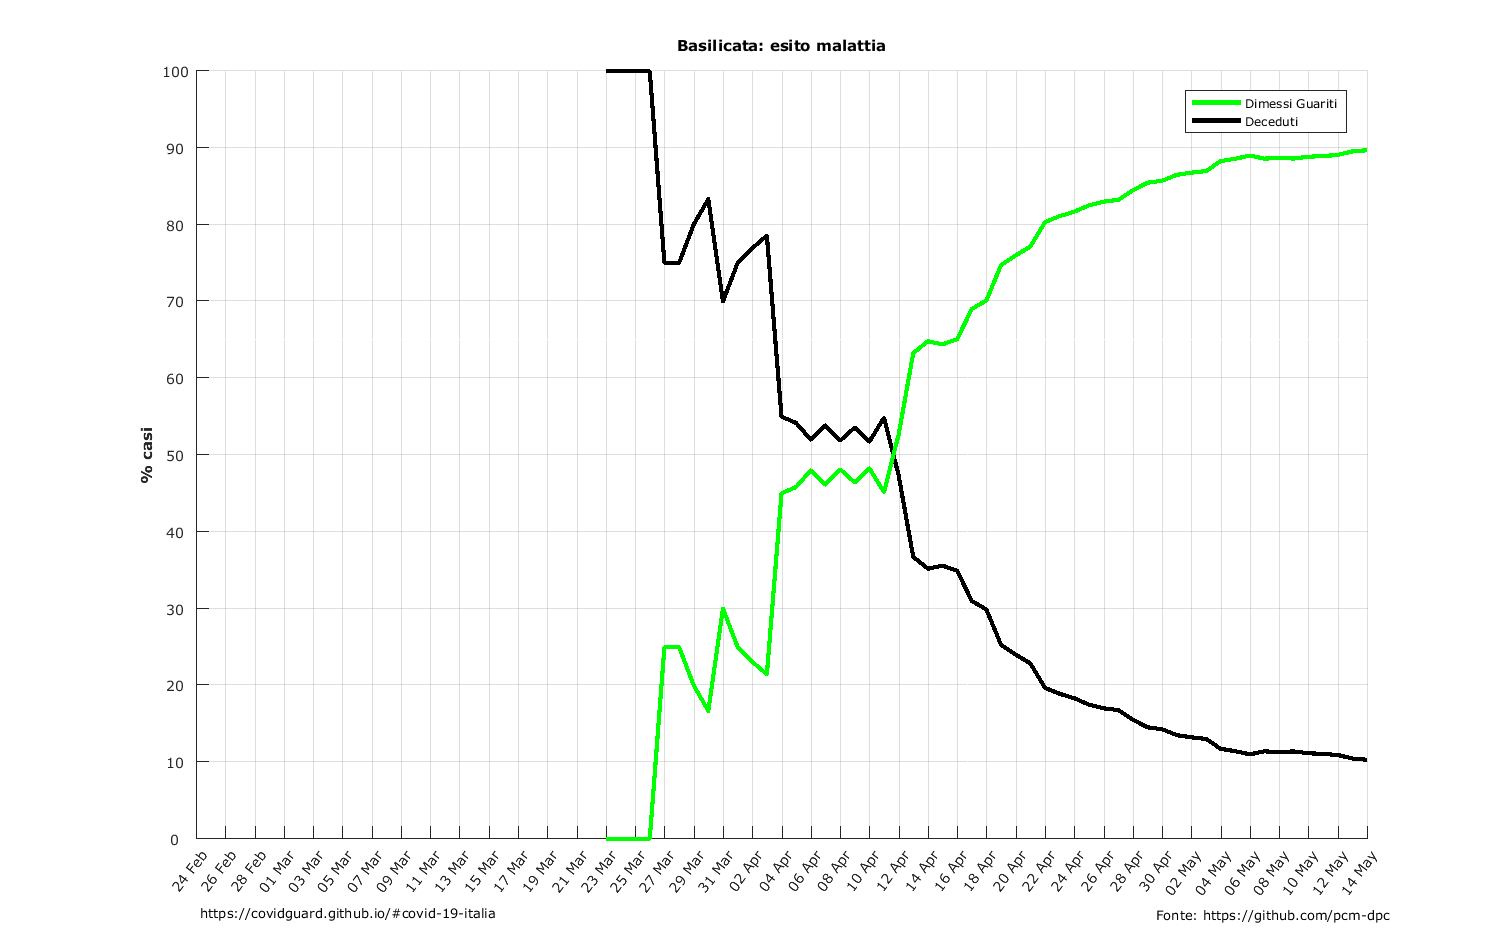 Basilicata: esito malattia
100
90
80
70
60
50
40
30
20
10
0
% casi
Dimessi Guariti
Deceduti
24 Feb
26 Feb
28 Feb
01 Mar
03 Mar
05 Mar
07 Mar
09 Mar
11 Mar
13 Mar
15 Mar
17 Mar
19 Mar
21 Mar
23 Mar
25 Mar
27 Mar
29 Mar
31 Mar
02 Apr
04 Apr
06 Apr
08 Apr
10 Apr
12 Apr
14 Apr
16 Apr
18 Apr
20 Apr
22 Apr
24 Apr
26 Apr
28 Apr
30 Apr
02 May
04 May
06 May
08 May
10 May
12 May
14 May
https://covidguard.github.io/#covid-19-italia
Fonte: https://github.com/pcm-dpc